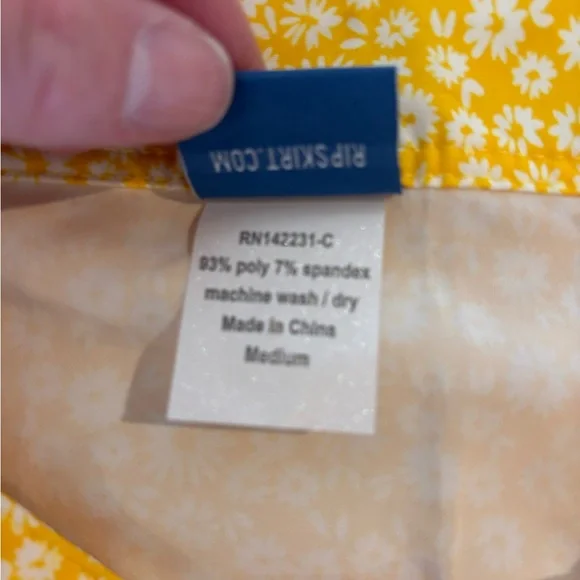 RIPSKIRT.COM
RN142231-C
93% poly 7% spandex
machine wash / dry
Made in China
Medium